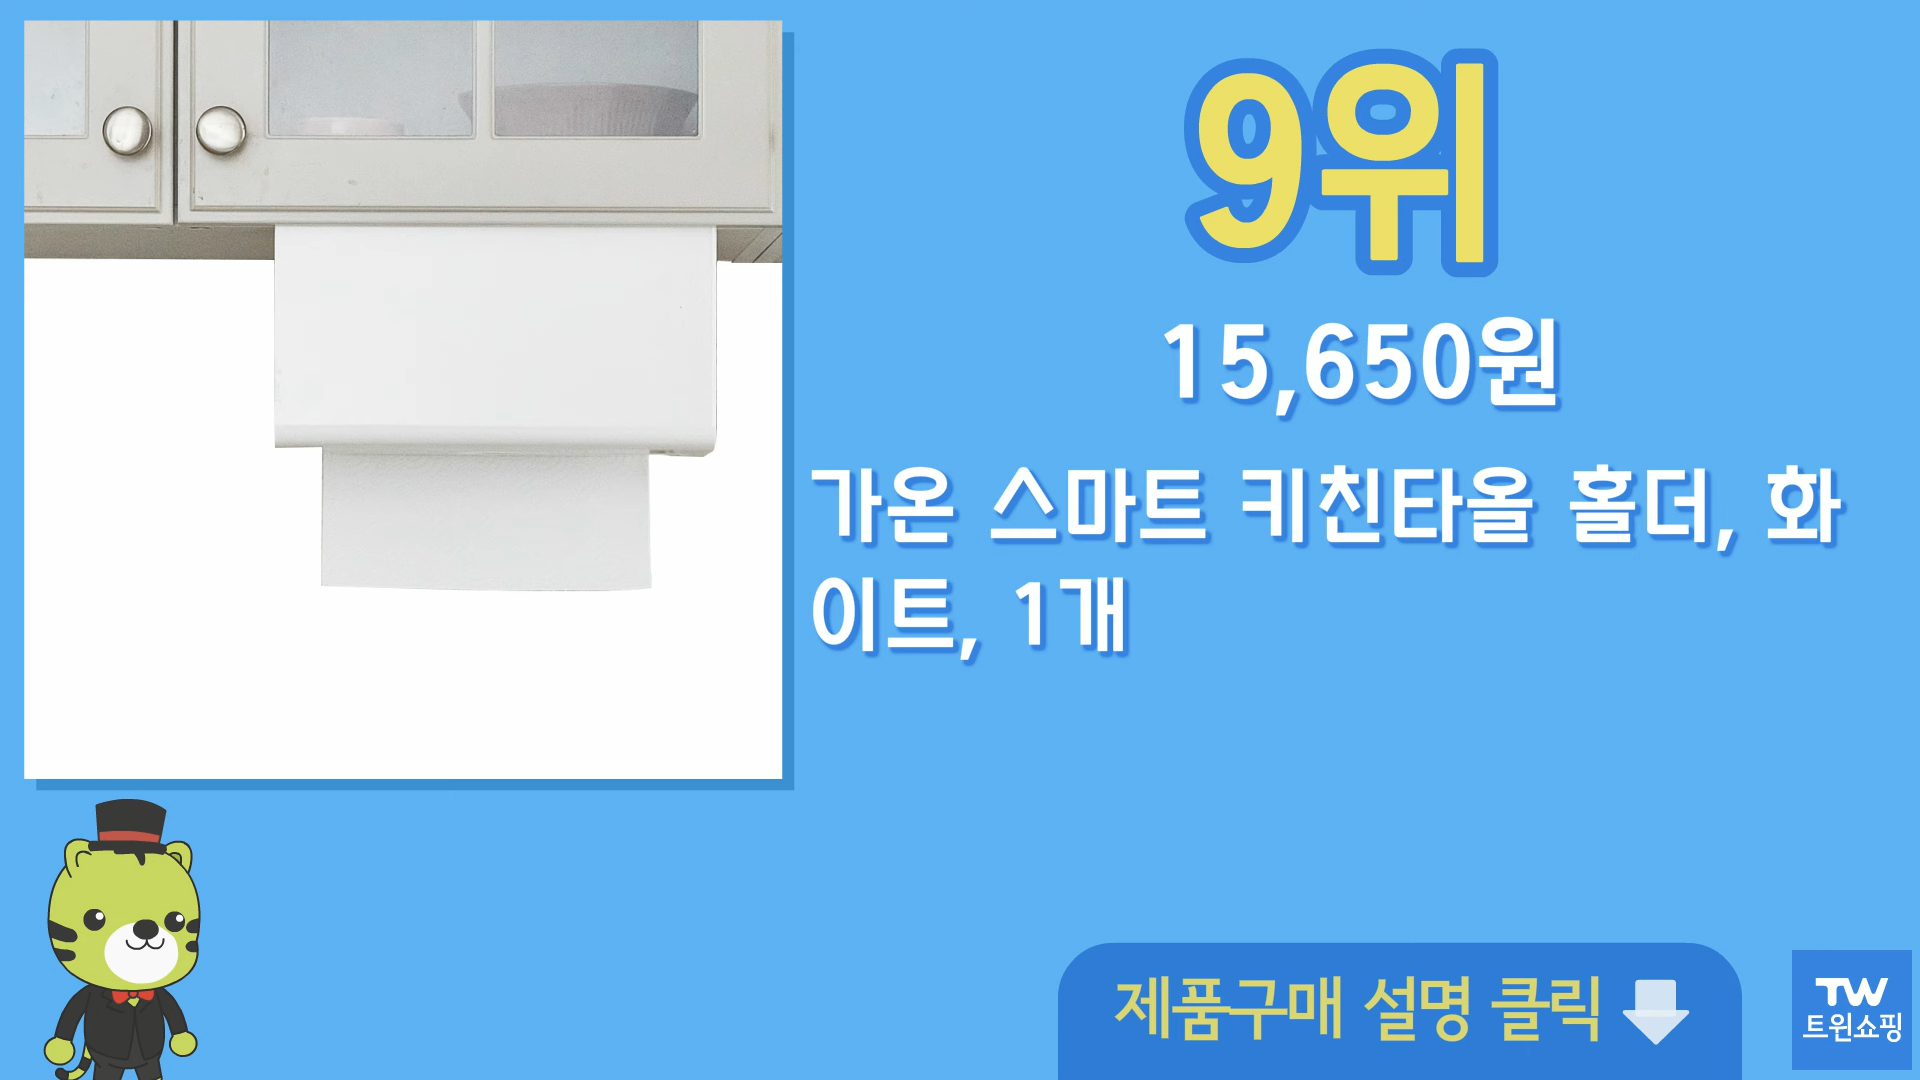 9위
15,650원
가온 스마트 키친타올 홀더, 화
이트, 1개
제품구매 설명 클릭
TW
트윈쇼핑